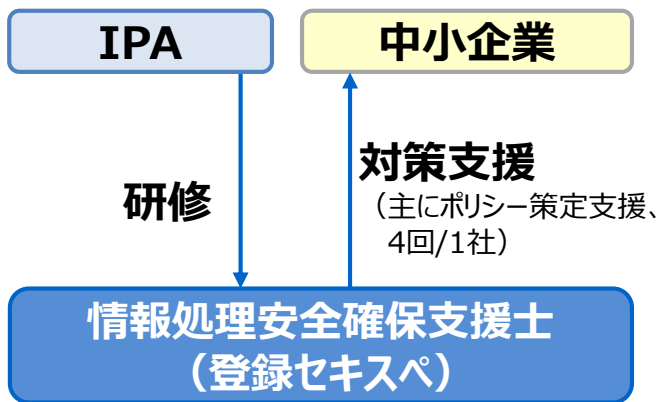 IPA
中小企業
対策支援
（主にポリシー策定支援、
4回/1社）
研修
情報処理安全確保支援士
（登録セキスペ）